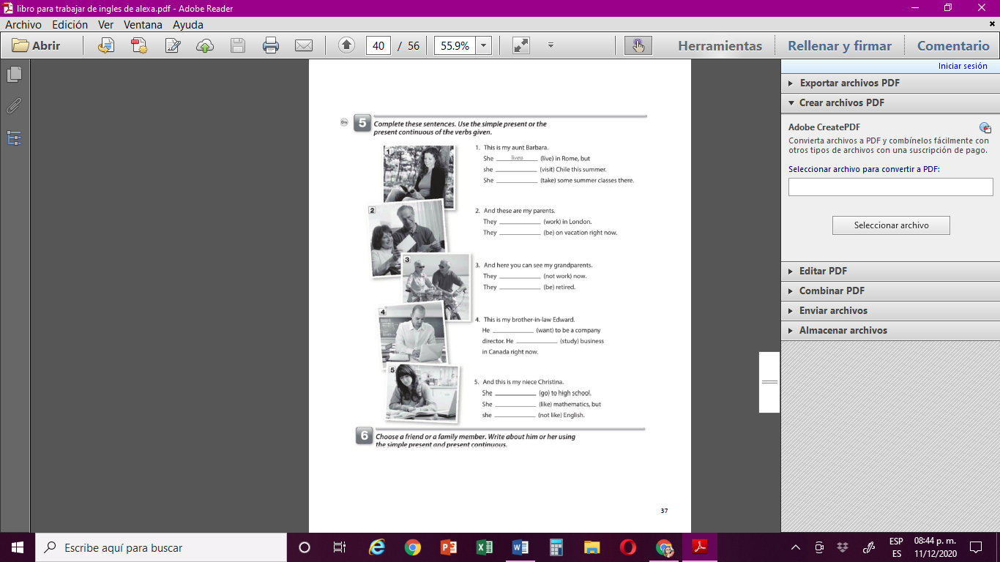 libro para trabajar de ingles de alexa.pdf - Adobe Reader
Archivo Edición Ver Ventana Ayuda
Abrir
40 / 56
55.9%
Herramientas
Rellenar y firmar
Comentario
Iniciar sesión
Exportar archivos PDF
Crear archivos PDF
Adobe CreatePDF
Convierta archivos a PDF y combínelos fácilmente con
otros tipos de archivos con una suscripción de pago.
Seleccionar archivo para convertir a PDF:
Seleccionar archivo
Editar PDF
Combinar PDF
Enviar archivos
Almacenar archivos
5 Complete these sentences. Use the simple present or the
present continuous of the verbs given.
1
1. This is my aunt Barbara.
She lives (live) in Rome, but
she ____________ (visit) Chile this summer.
She ____________ (take) some summer classes there.
2
2. And these are my parents.
They ____________ (work) in London.
They ____________ (be) on vacation right now.
3
3. And here you can see my grandparents.
They ____________ (not work) now.
They ____________ (be) retired.
4
4. This is my brother-in-law Edward.
He ____________ (want) to be a company
director. He ____________ (study) business
in Canada right now.
5
5. And this is my niece Christina.
She ____________ (go) to high school.
She ____________ (like) mathematics, but
she ____________ (not like) English.
6 Choose a friend or a family member. Write about him or her using
the simple present and present continuous.
37
Escribe aquí para buscar
ESP
ES
08:44 p. m.
11/12/2020